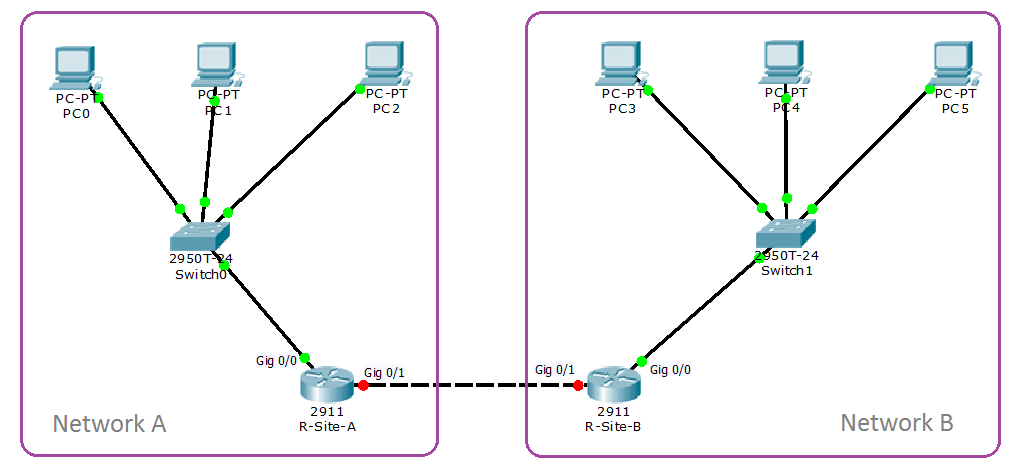 PC-PT
PC0
PC-PT
PC1
PC-PT
PC2
2950T-24
Switch0
Gig 0/0
Gig 0/1
2911
R-Site-A
Network A
PC-PT
PC3
PC-PT
PC4
PC-PT
PC5
2950T-24
Switch1
Gig 0/1
Gig 0/0
2911
R-Site-B
Network B